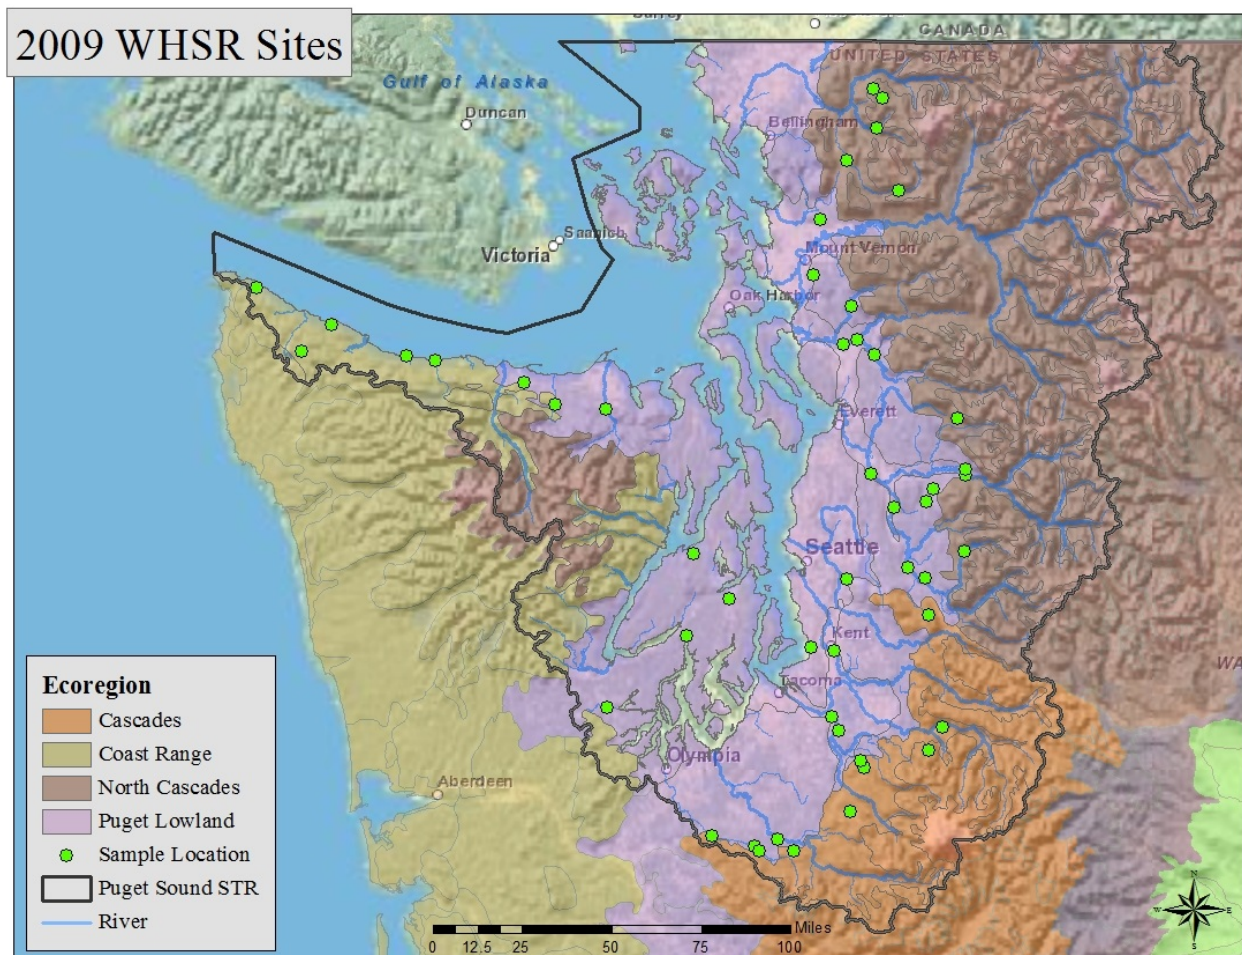 2009 WHSR Sites
CANADA
UNITED STATES
Gulf of Alaska
Duncan
Bellingham
Saanich
Victoria
Mount Vernon
Oak Harbor
Everett
Seattle
Kent
Tacoma
Olympia
Aberdeen
WA
Ecoregion
Cascades
Coast Range
North Cascades
Puget Lowland
Sample Location
Puget Sound STR
River
Miles
0 12.5 25 50 75 100
N
W E
S